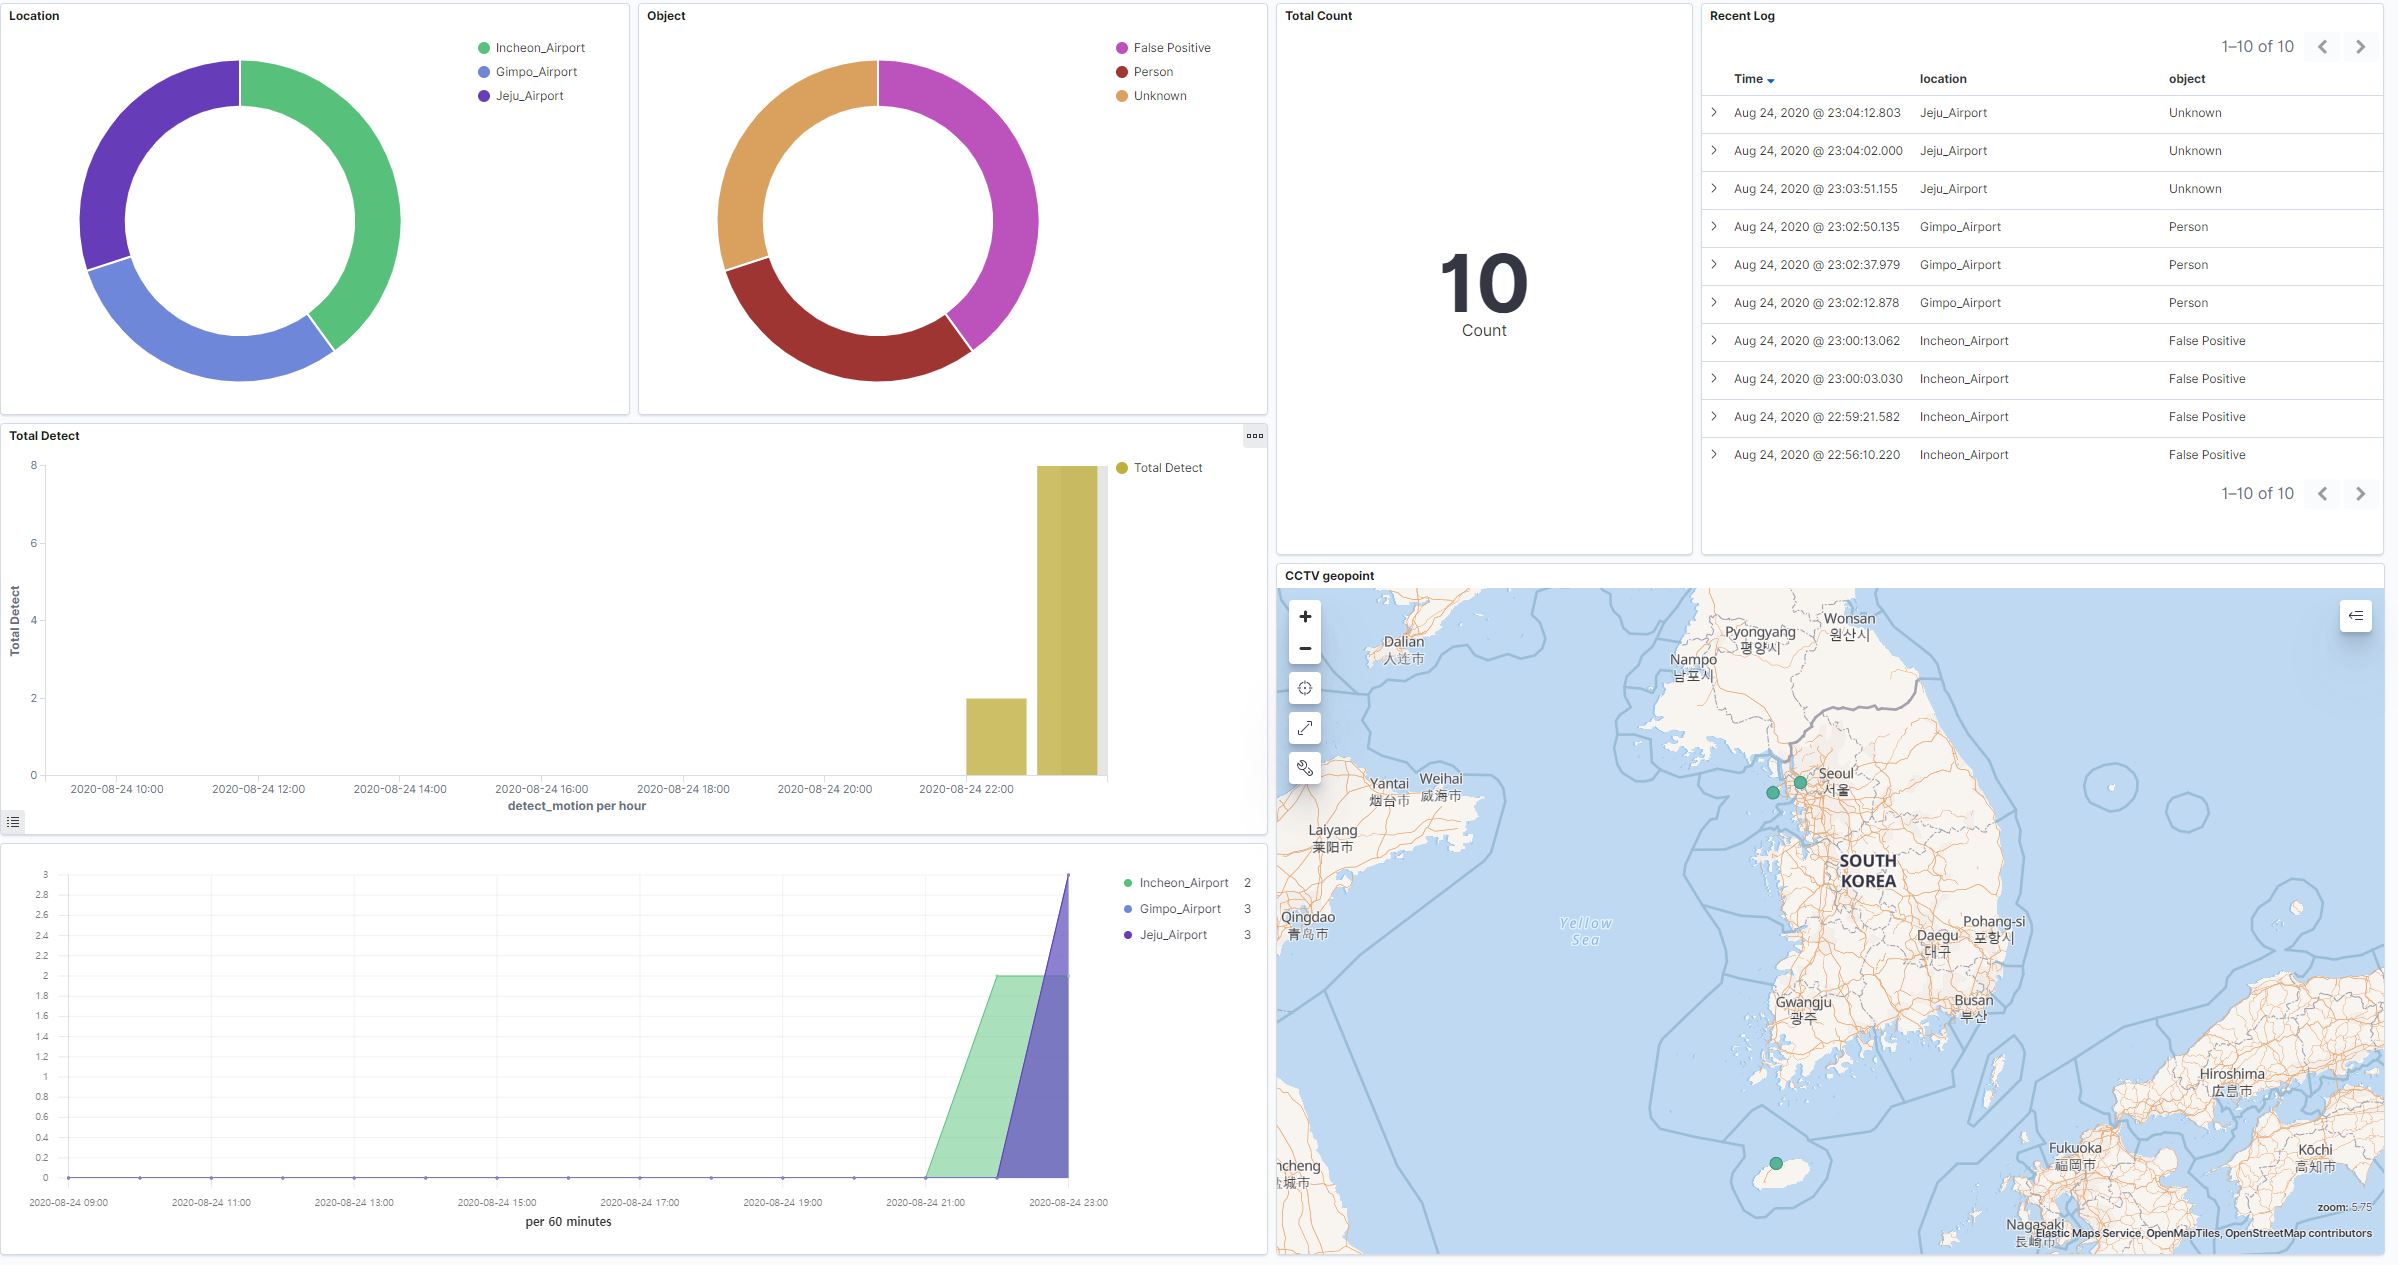 Location
Incheon_Airport
Gimpo_Airport
Jeju_Airport
Object
False Positive
Person
Unknown
Total Count
10
Count
Recent Log
1–10 of 10
Time location object
Aug 24, 2020 @ 23:04:12.803 Jeju_Airport Unknown
Aug 24, 2020 @ 23:04:02.000 Jeju_Airport Unknown
Aug 24, 2020 @ 23:03:51.155 Jeju_Airport Unknown
Aug 24, 2020 @ 23:02:50.135 Gimpo_Airport Person
Aug 24, 2020 @ 23:02:37.979 Gimpo_Airport Person
Aug 24, 2020 @ 23:02:12.878 Gimpo_Airport Person
Aug 24, 2020 @ 23:00:13.062 Incheon_Airport False Positive
Aug 24, 2020 @ 23:00:03.030 Incheon_Airport False Positive
Aug 24, 2020 @ 22:59:21.582 Incheon_Airport False Positive
Aug 24, 2020 @ 22:56:10.220 Incheon_Airport False Positive
1–10 of 10
Total Detect
Total Detect
8
6
4
2
0
Total Detect
2020-08-24 10:00 2020-08-24 12:00 2020-08-24 14:00 2020-08-24 16:00 2020-08-24 18:00 2020-08-24 20:00 2020-08-24 22:00
detect_motion per hour
3
2.8
2.6
2.4
2.2
2
1.8
1.6
1.4
1.2
1
0.8
0.6
0.4
0.2
0
Incheon_Airport 2
Gimpo_Airport 3
Jeju_Airport 3
2020-08-24 09:00 2020-08-24 11:00 2020-08-24 13:00 2020-08-24 15:00 2020-08-24 17:00 2020-08-24 19:00 2020-08-24 21:00 2020-08-24 23:00
per 60 minutes
CCTV geopoint
Wonsan
원산시
Pyongyang
평양시
Dalian
大连市
Nampo
남포시
Seoul
서울
Yantai
烟台市
Weihai
威海市
Laiyang
莱阳市
SOUTH
KOREA
Qingdao
青岛市
Yellow
Sea
Pohang-si
포항시
Daegu
대구
Gwangju
광주
Busan
부산
Hiroshima
広島市
Fukuoka
福岡市
Kōchi
高知市
ncheng
盐城市
zoom: 5.75
Nagasaki
長崎市
Elastic Maps Service, OpenMapTiles, OpenStreetMap contributors